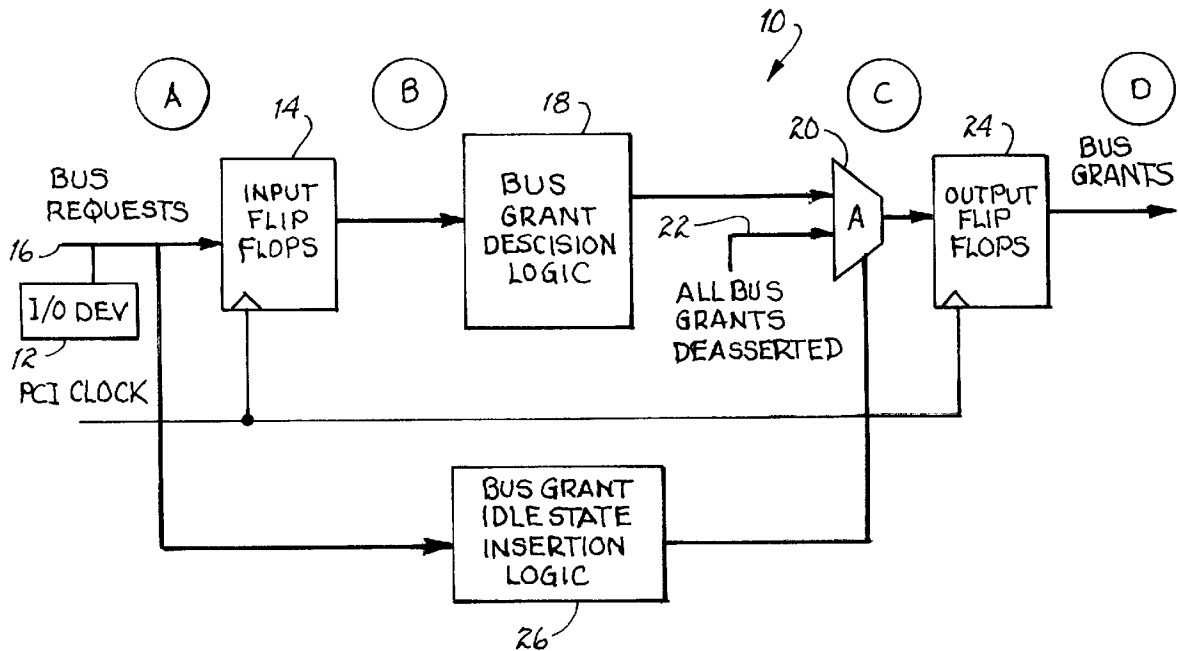 10
A
B
C
D
14
18
20
24
BUS
REQUESTS
INPUT
FLIP
FLOPS
BUS
GRANT
DESCISION
LOGIC
A
OUTPUT
FLIP
FLOPS
BUS
GRANTS
16
22
I/O DEV
12
ALL BUS
GRANTS
DEASSERTED
PCI CLOCK
BUS GRANT
IDLE STATE
INSERTION
LOGIC
26